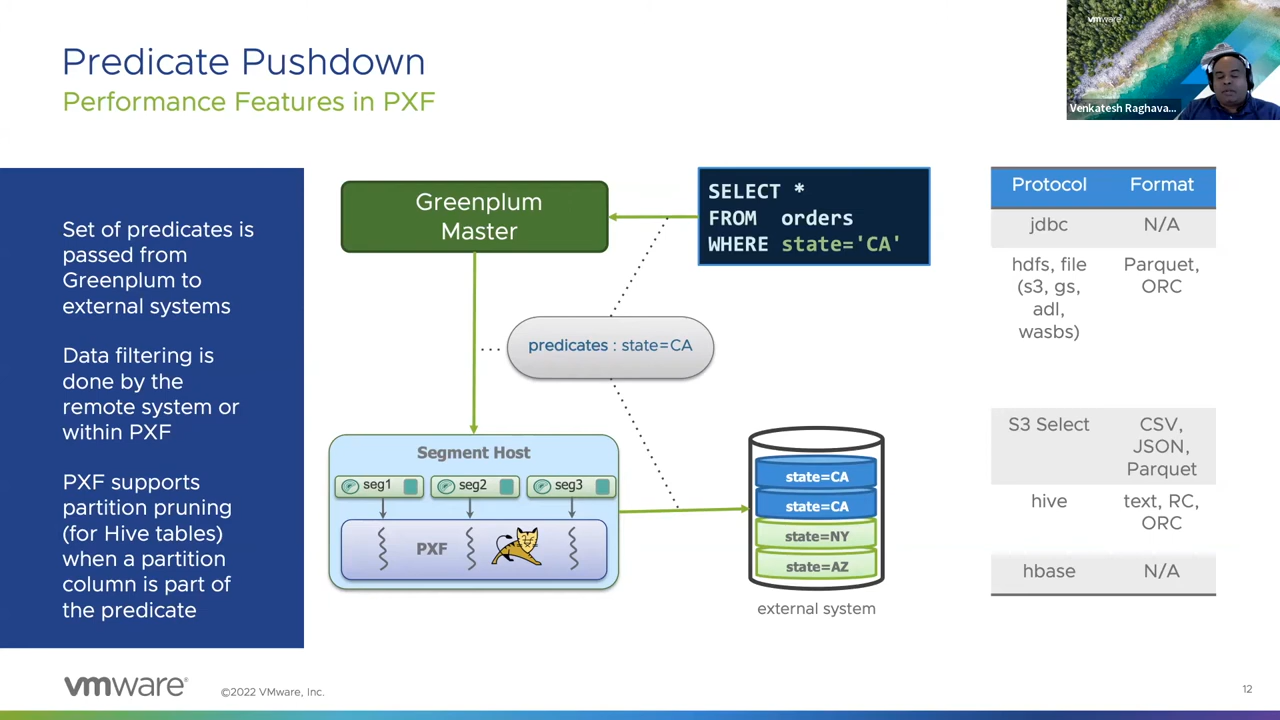 Predicate Pushdown
Performance Features in PXF
vmware
Venkatesh Raghava...
Set of predicates is
passed from
Greenplum to
external systems
Data filtering is
done by the
remote system or
within PXF
PXF supports
partition pruning
(for Hive tables)
when a partition
column is part of
the predicate
Greenplum
Master
SELECT *
FROM orders
WHERE state='CA'
predicates : state=CA
...
Segment Host
seg1
seg2
seg3
PXF
state=CA
state=CA
state=NY
state=AZ
external system
Protocol Format
jdbc N/A
hdfs, file Parquet,
(s3, gs, ORC
adl,
wasbs)
S3 Select CSV,
JSON,
Parquet
hive text, RC,
ORC
hbase N/A
vmware®
©2022 VMware, Inc.
12